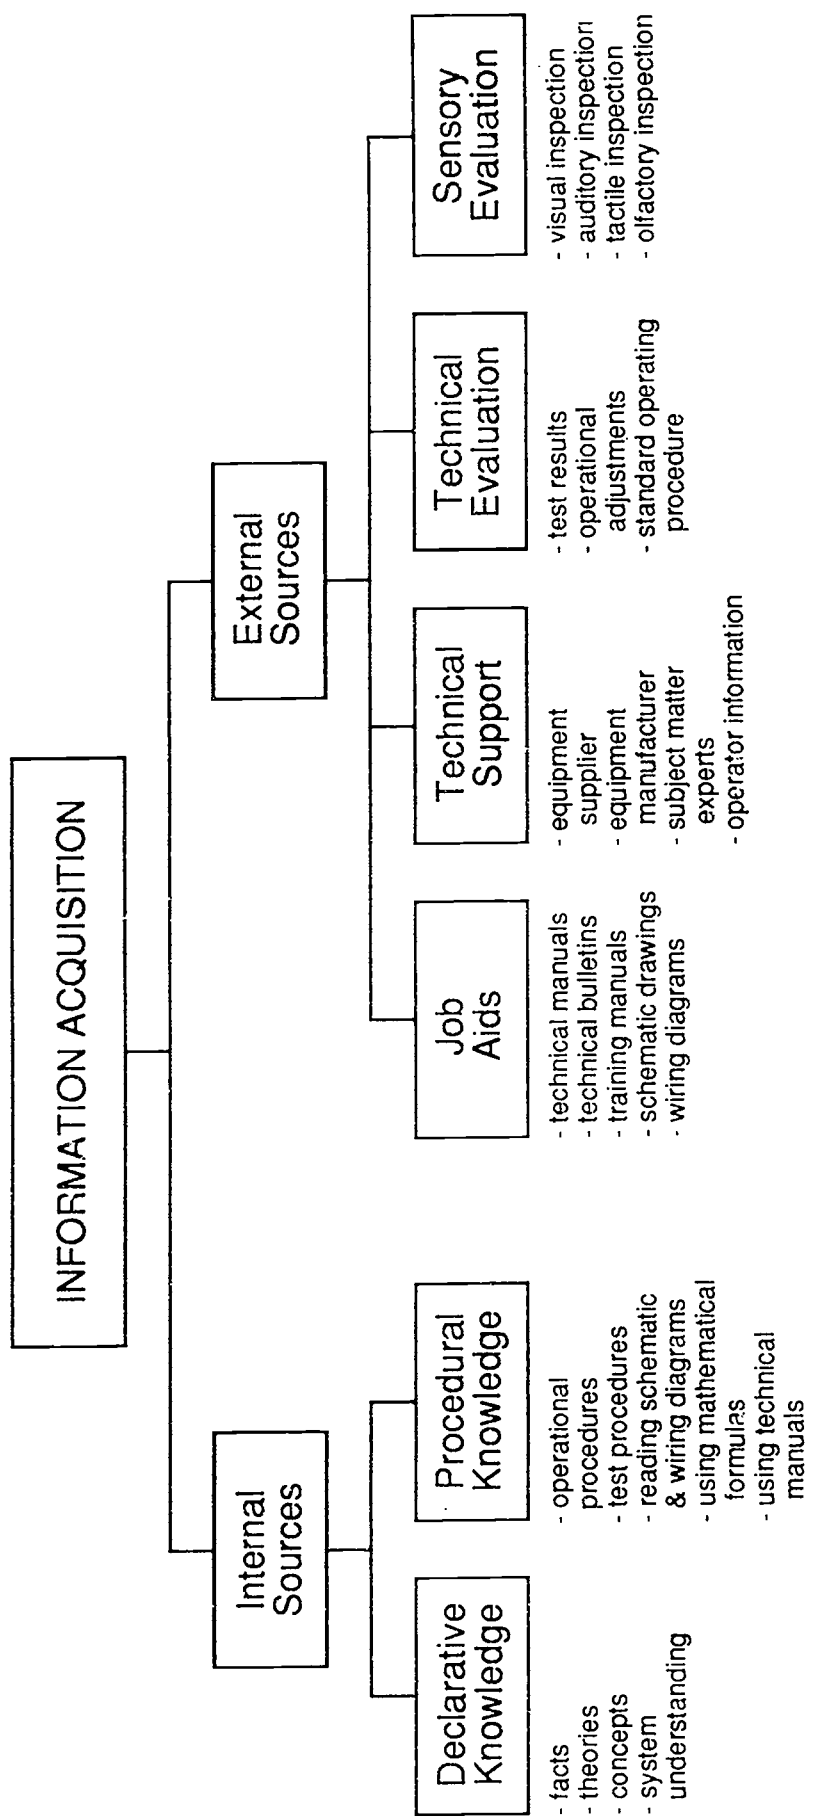 INFORMATION ACQUISITION
Internal
Sources
External
Sources
Declarative
Knowledge
- facts
- theories
- concepts
- system
understanding
Procedural
Knowledge
- operational
procedures
- test procedures
- reading schematic
& wiring diagrams
- using mathematical
formulas
- using technical
manuals
Job
Aids
- technical manuals
- technical bulletins
- training manuals
- schematic drawings
- wiring diagrams
Technical
Support
- equipment
supplier
- equipment
manufacturer
- subject matter
experts
- operator information
Technical
Evaluation
- test results
- operational
adjustments
- standard operating
procedure
Sensory
Evaluation
- visual inspection
- auditory inspection
- tactile inspection
- olfactory inspection